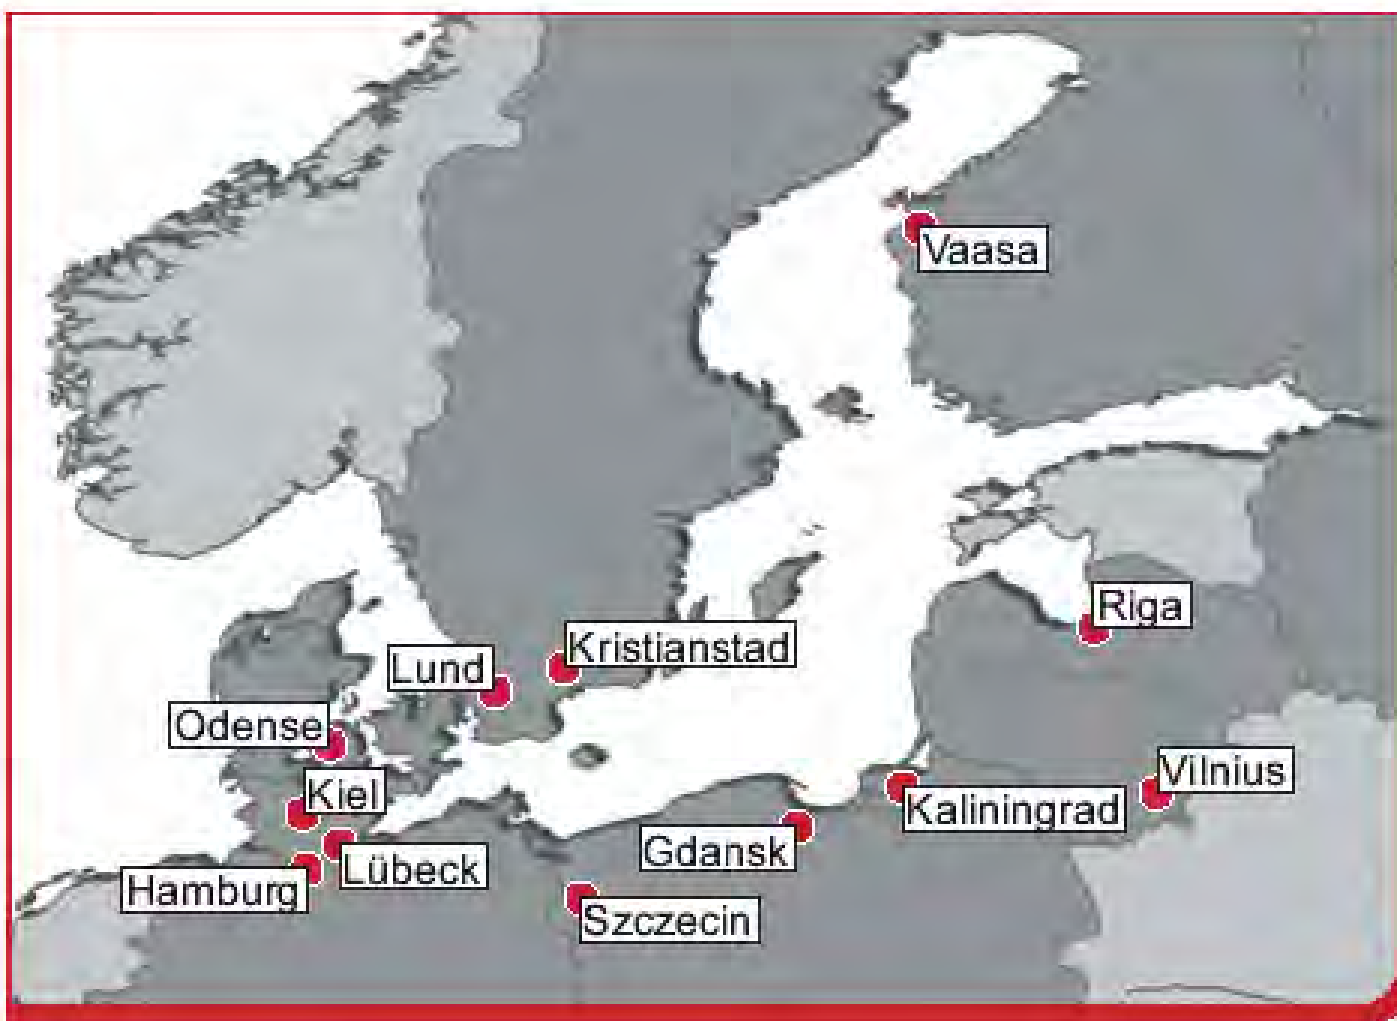 Vaasa
Riga
Kristianstad
Lund
Odense
Vilnius
Kiel
Kaliningrad
Gdansk
Lübeck
Hamburg
Szczecin